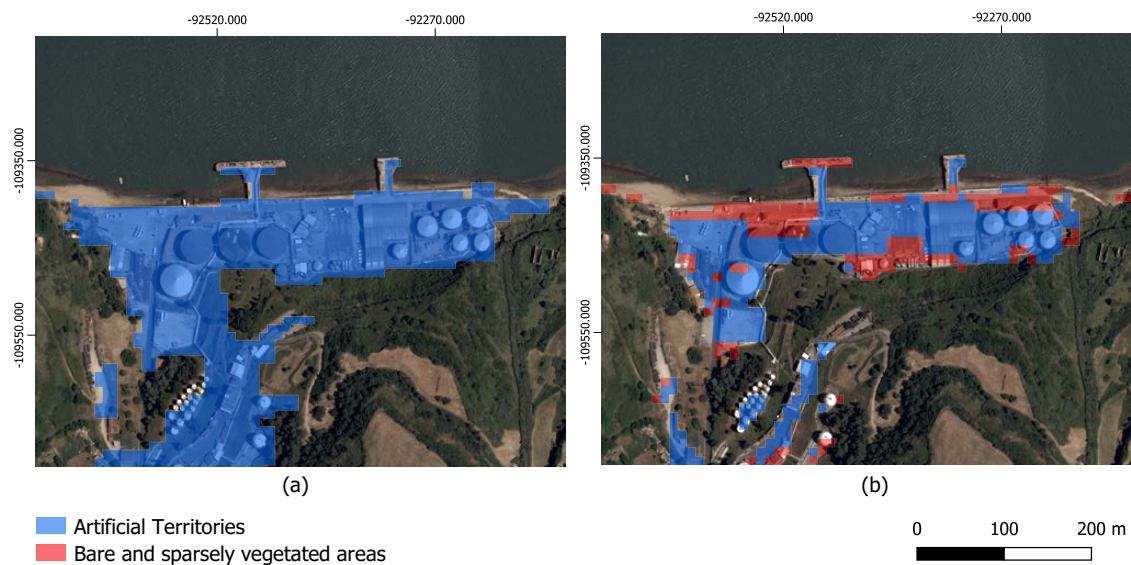 -92520.000
-92270.000
-92520.000
-92270.000
-109350.000
-109350.000
-109550.000
-109550.000
(a)
(b)
Artificial Territories
Bare and sparsely vegetated areas
0
100
200 m